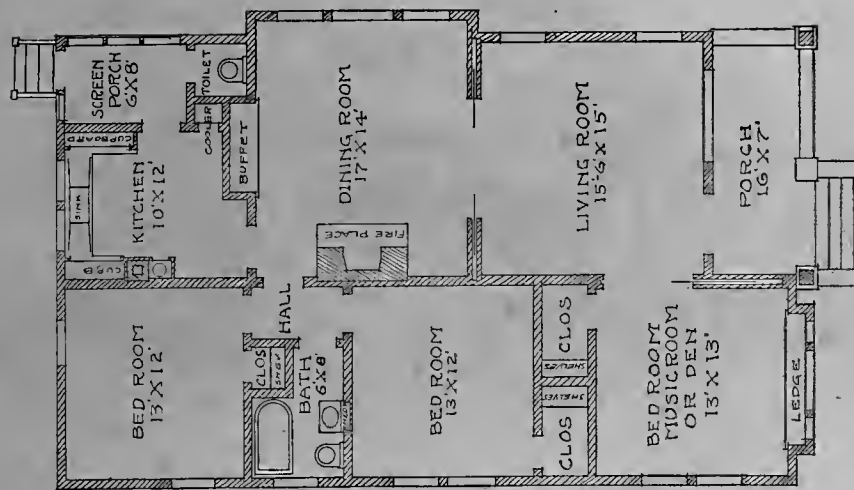 SCREEN
PORCH
6'X8'
TOILET
COOLER
CUPBOARD
SINK
KITCHEN
10'X12'
CUPB
BUFFET
DINING ROOM
17'X14'
FIRE PLACE
LIVING ROOM
15'-6'X15'
PORCH
16'X7'
BED ROOM
13'X12'
HALL
CLOS
SHELV
BATH
6'X8'
BED ROOM
13'X12'
CLOS
SHELVES
SHELVES
CLOS
BED ROOM
MUSIC ROOM
OR DEN
13'X13'
LEDGE